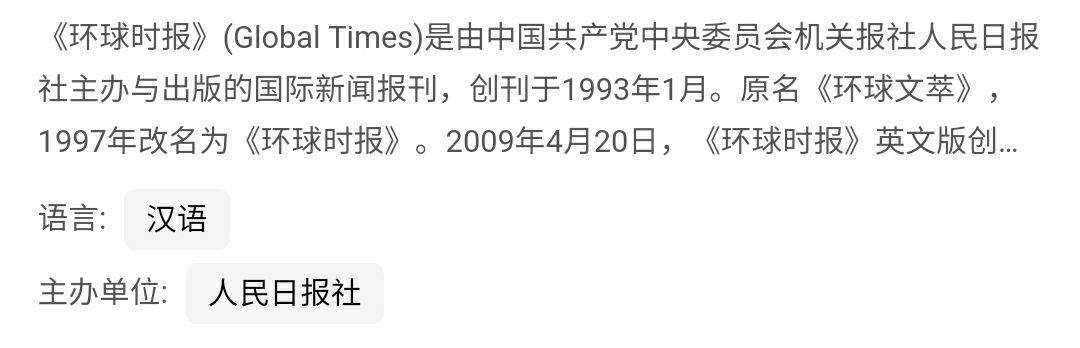 《环球时报》(Global Times)是由中国共产党中央委员会机关报社人民日报
社主办与出版的国际新闻报刊，创刊于1993年1月。原名《环球文萃》，
1997年改名为《环球时报》。2009年4月20日，《环球时报》英文版创...
语言: 汉语
主办单位: 人民日报社